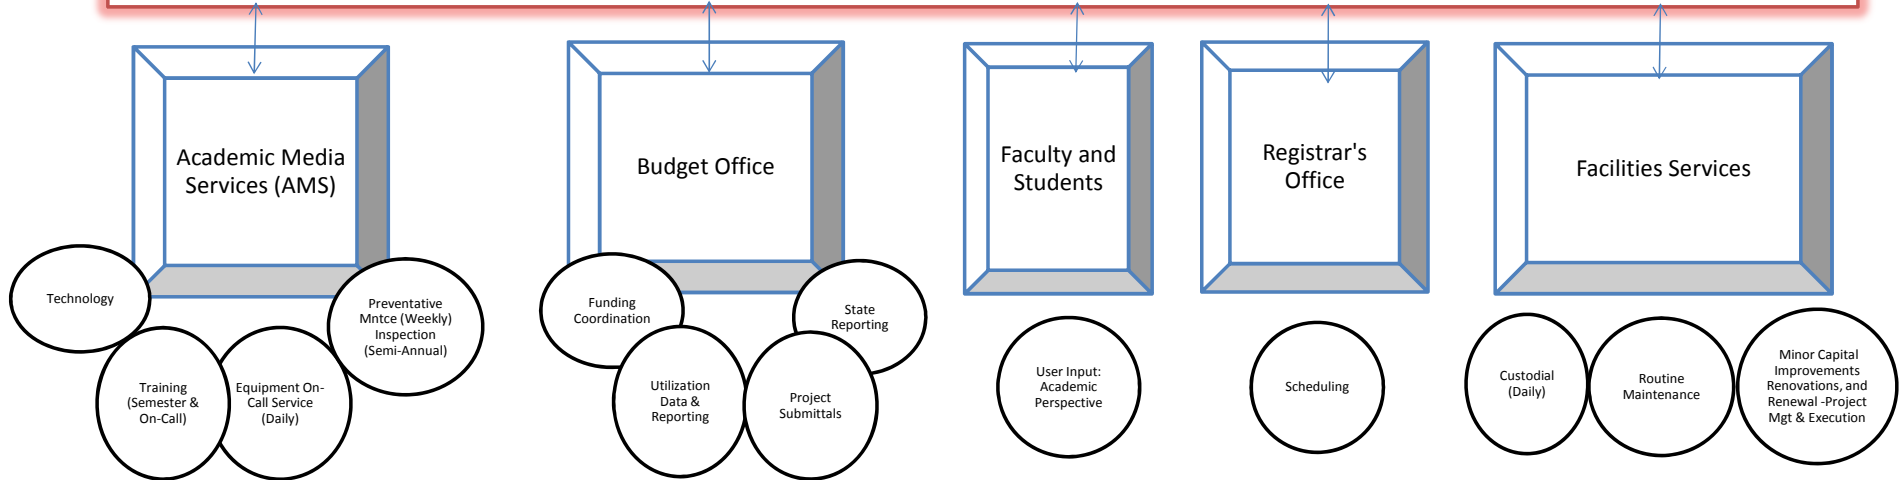 Academic Media
Services (AMS)
Budget Office
Faculty and
Students
Registrar's
Office
Facilities Services
Technology
Preventative
Mntce (Weekly)
Inspection
(Semi-Annual)
Training
(Semester &
On-Call)
Equipment On-
Call Service
(Daily)
Funding
Coordination
State
Reporting
Utilization
Data &
Reporting
Project
Submittals
User Input:
Academic
Perspective
Scheduling
Custodial
(Daily)
Routine
Maintenance
Minor Capital
Improvements
Renovations, and
Renewal -Project
Mgt & Execution